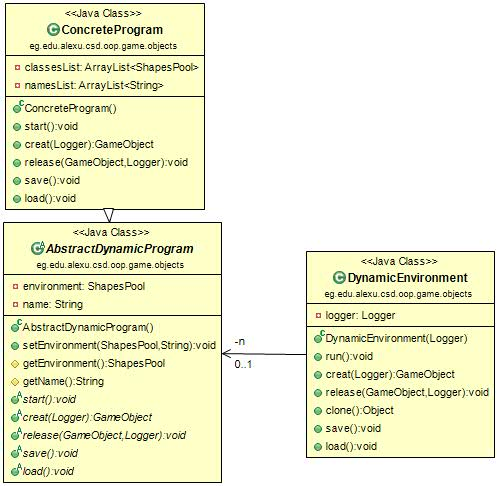 <<Java Class>>
ConcreteProgram
eg.edu.alexu.csd.oop.game.objects
classesList: ArrayList<ShapesPool>
namesList: ArrayList<String>
ConcreteProgram()
start():void
creat(Logger):GameObject
release(GameObject,Logger):void
save():void
load():void
<<Java Class>>
AbstractDynamicProgram
eg.edu.alexu.csd.oop.game.objects
environment: ShapesPool
name: String
AbstractDynamicProgram()
setEnvironment(ShapesPool,String):void
getEnvironment():ShapesPool
getName():String
start():void
creat(Logger):GameObject
release(GameObject,Logger):void
save():void
load():void
-n
0..1
<<Java Class>>
DynamicEnvironment
eg.edu.alexu.csd.oop.game.objects
logger: Logger
DynamicEnvironment(Logger)
run():void
creat(Logger):GameObject
release(GameObject,Logger):void
clone():Object
save():void
load():void